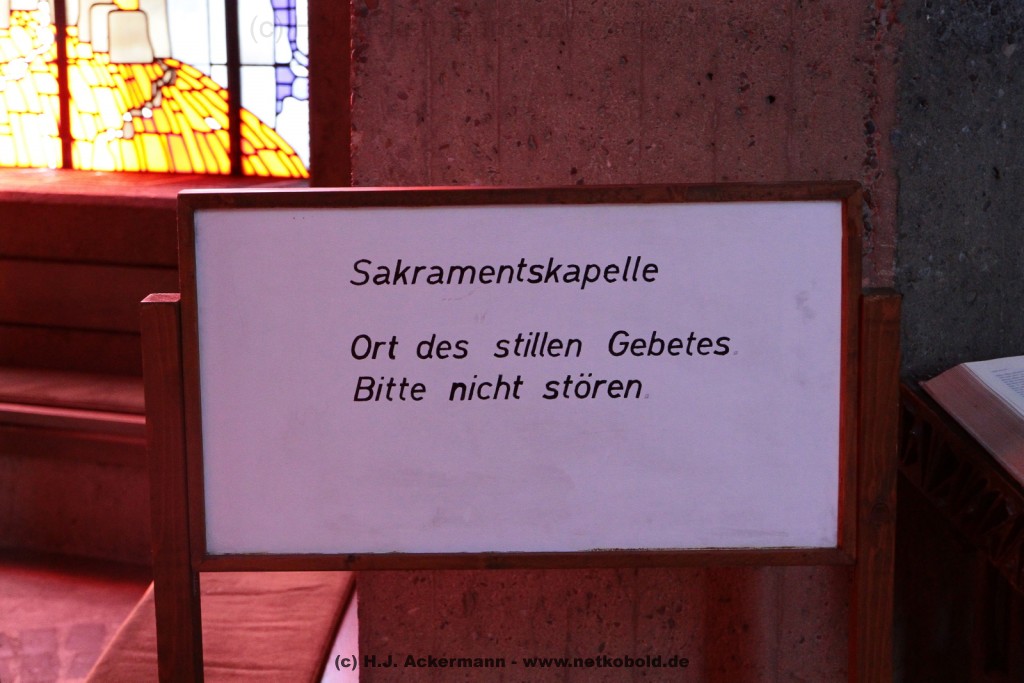 Sakramentskapelle
Ort des stillen Gebetes.
Bitte nicht stören.
(c) H.J. Ackermann - www.netkobold.de